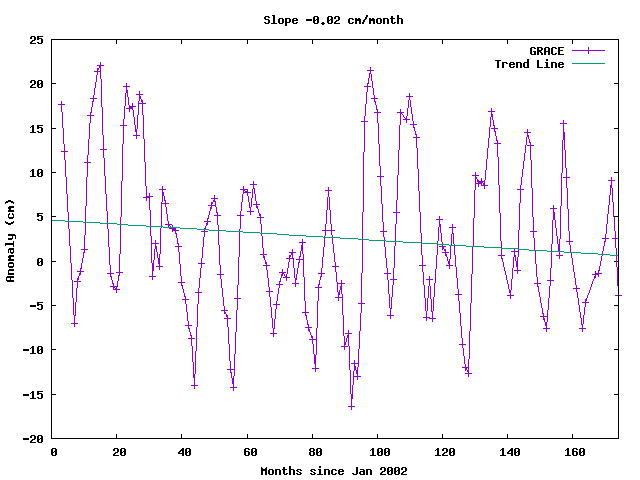 Slope -0.02 cm/month
GRACE
Trend Line
Anomaly (cm)
25
20
15
10
5
0
-5
-10
-15
-20
0 20 40 60 80 100 120 140 160
Months since Jan 2002